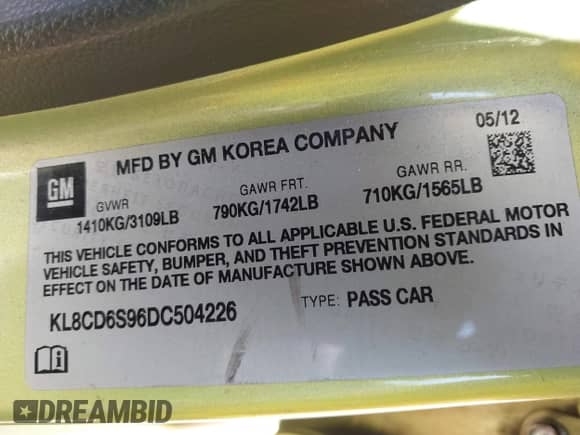 05/12
GM
MFD BY GM KOREA COMPANY
GVWR GAWR FRT. GAWR RR.
1410KG/3109LB 790KG/1742LB 710KG/1565LB
THIS VEHICLE CONFORMS TO ALL APPLICABLE U.S. FEDERAL MOTOR
VEHICLE SAFETY, BUMPER, AND THEFT PREVENTION STANDARDS IN
EFFECT ON THE DATE OF MANUFACTURE SHOWN ABOVE.
KL8CD6S96DC504226 TYPE: PASS CAR
DREAMBID